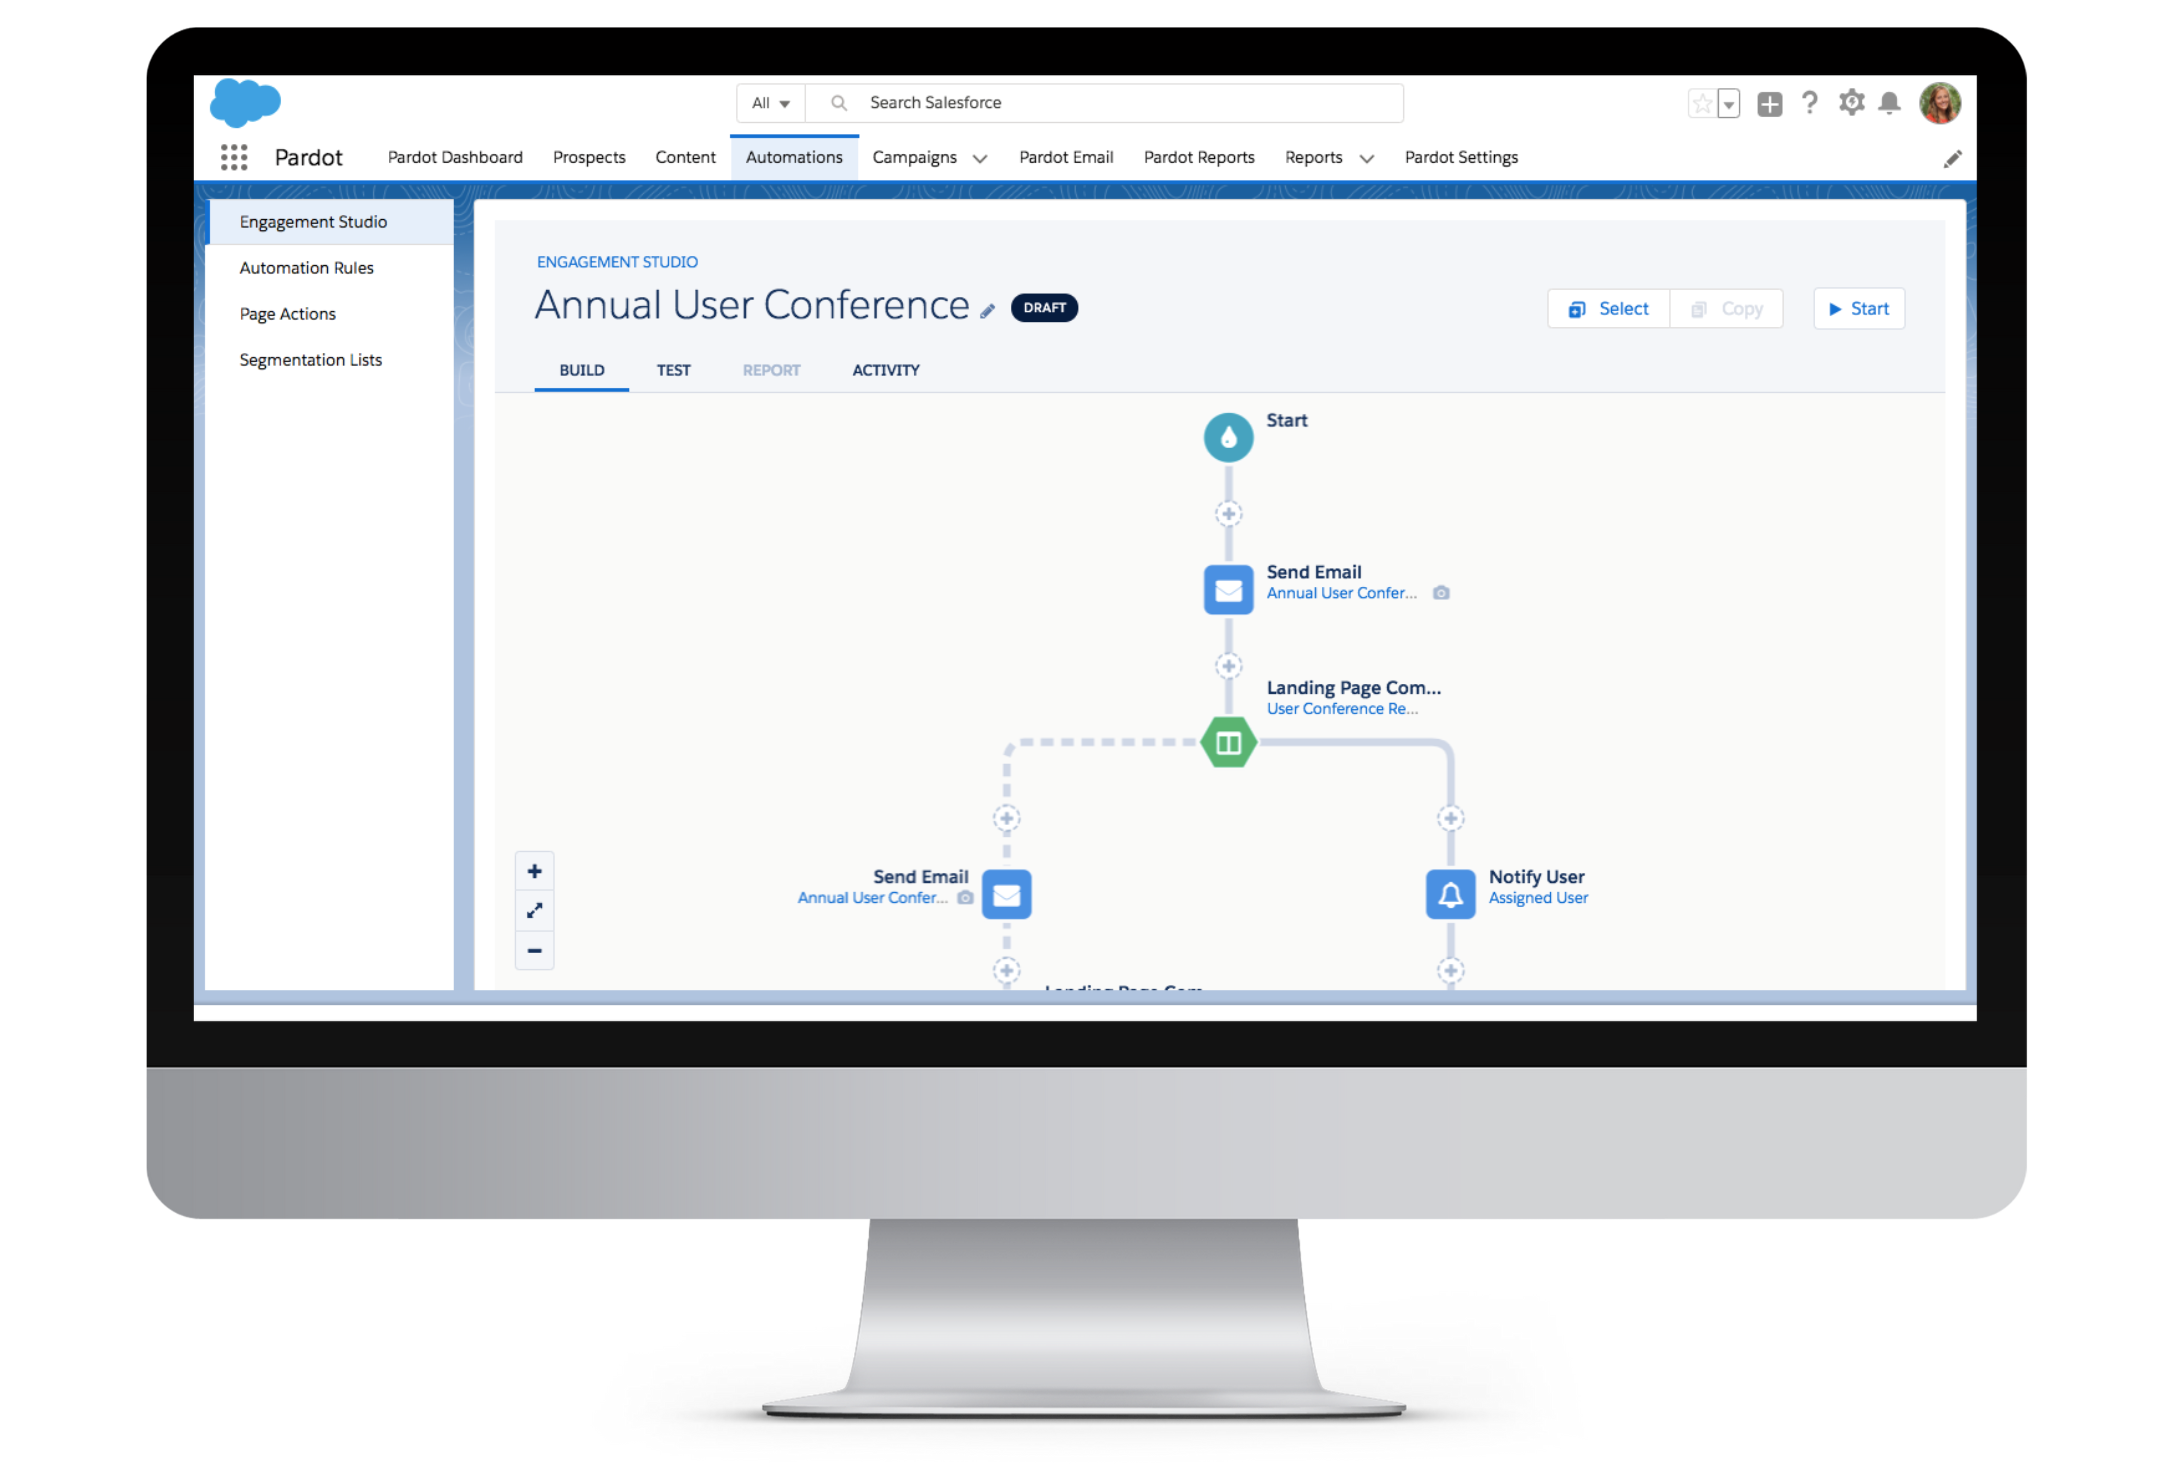 All
Search Salesforce
Pardot
Pardot Dashboard
Prospects
Content
Automations
Campaigns
Pardot Email
Pardot Reports
Reports
Pardot Settings
Engagement Studio
Automation Rules
Page Actions
Segmentation Lists
ENGAGEMENT STUDIO
Annual User Conference
DRAFT
Select
Copy
Start
BUILD
TEST
REPORT
ACTIVITY
Start
Send Email
Annual User Confer...
Landing Page Com...
User Conference Re...
Send Email
Annual User Confer...
Notify User
Assigned User
Landing Page Com